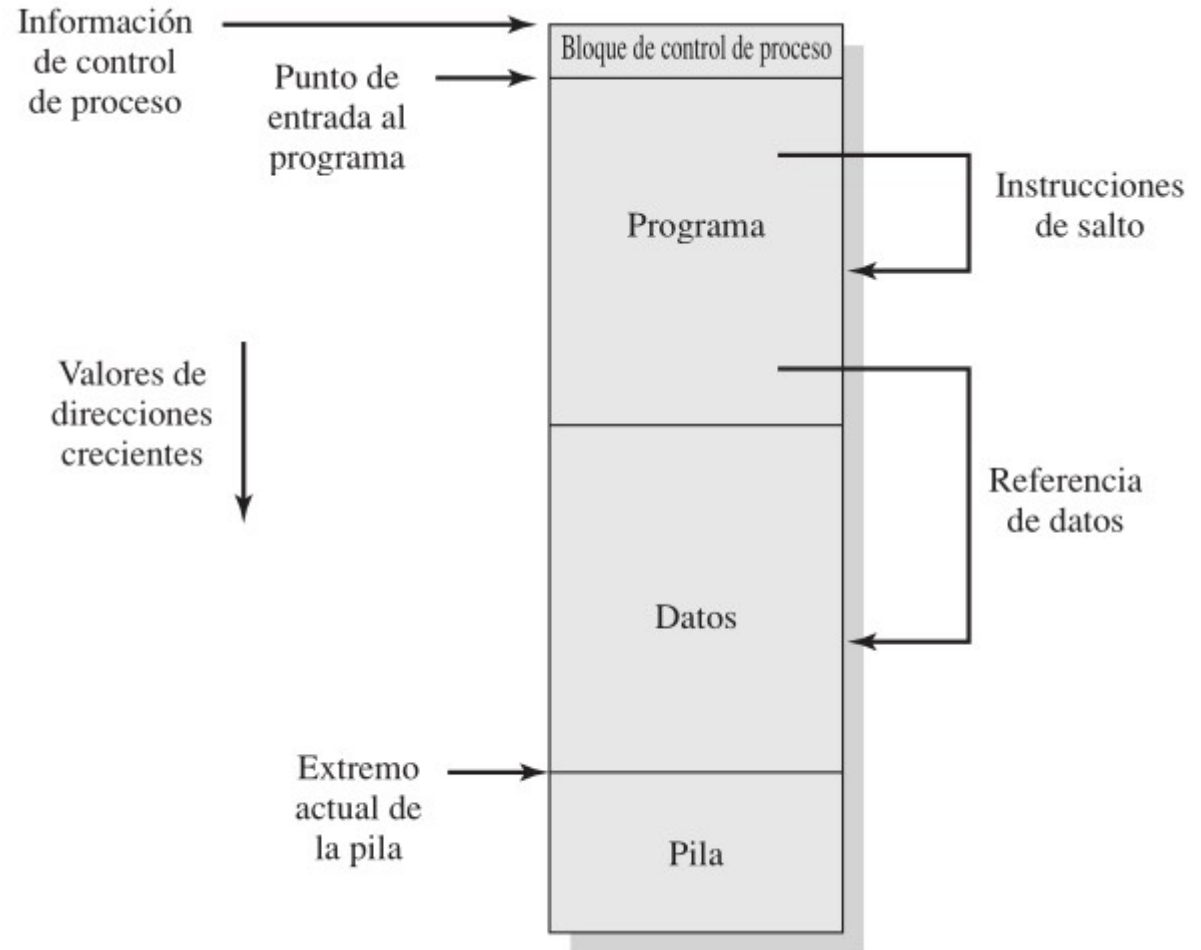 Información
de control
de proceso
Bloque de control de proceso
Punto de
entrada al
programa
Programa
Instrucciones
de salto
Valores de
direcciones
crecientes
Referencia
de datos
Datos
Extremo
actual de
la pila
Pila